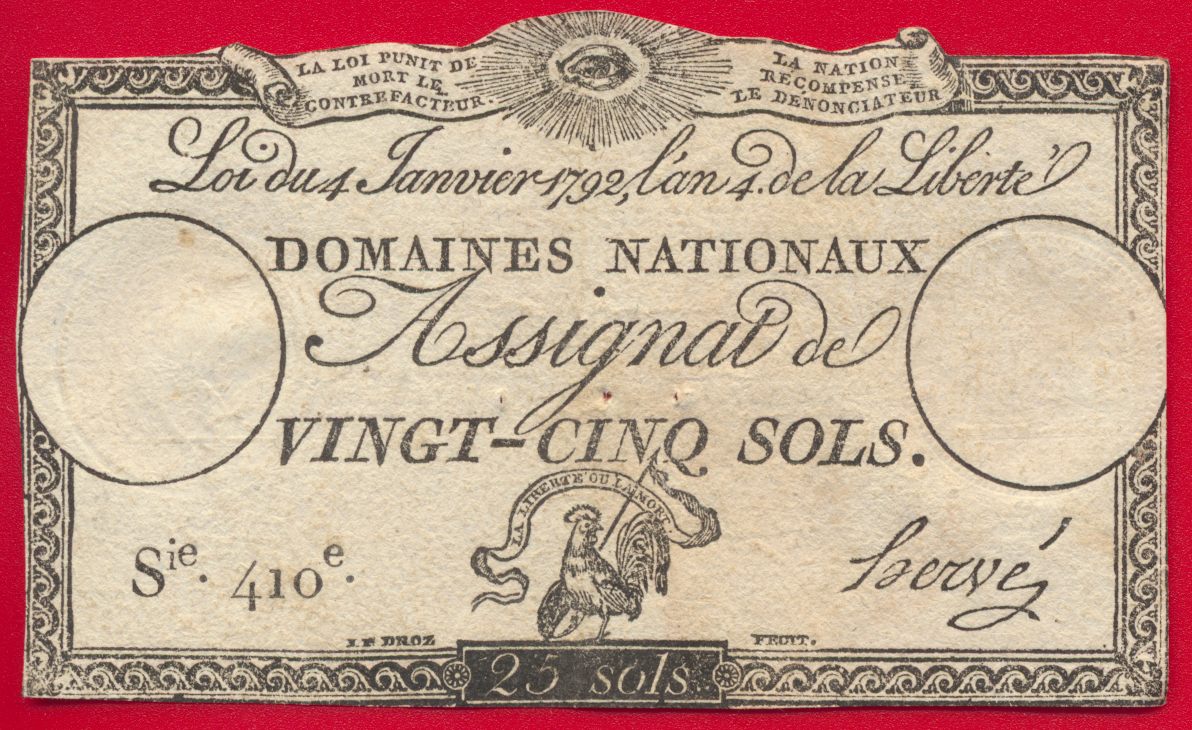 LA LOI PUNIT DE
MORT LE
CONTREFACTEUR.
LA NATION
RECOMPENSE
LE DENONCIATEUR
Loi du 4 Janvier 1792, l'an 4. de la Liberté
DOMAINES NATIONAUX
Assignat de
VINGT-CINQ SOLS.
LA LIBERTÉ OU LA MORT
Sie. 410e.
Hervé
J.P. DROZ FECIT.
25 sols